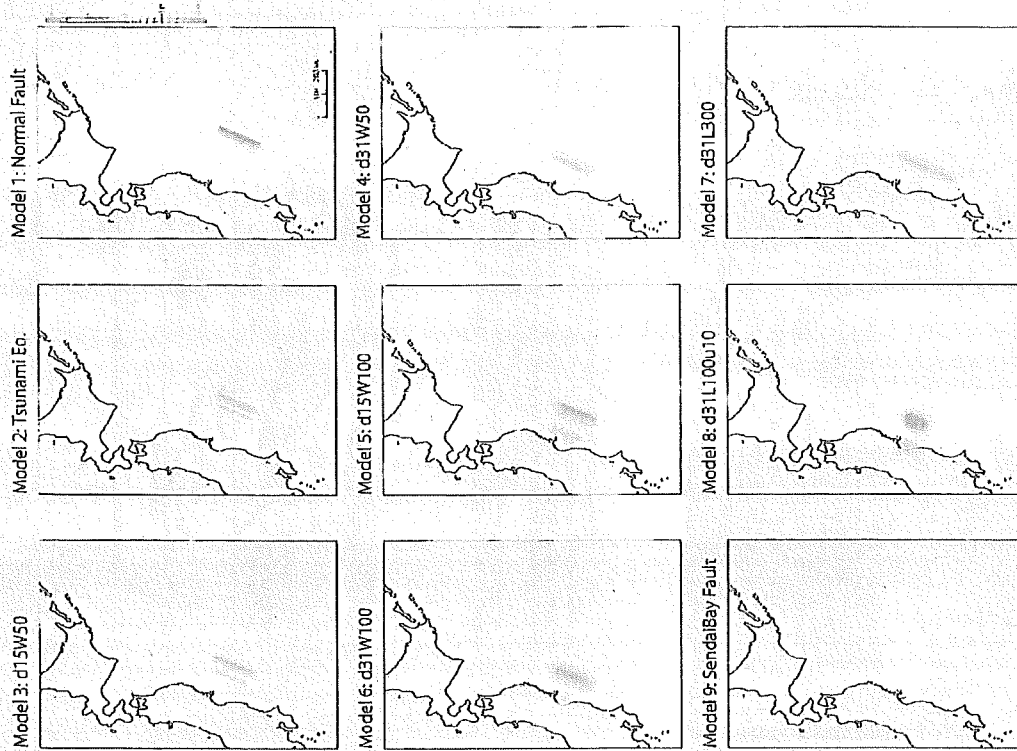 Model 1: Normal Fault
Model 2: Tsunami Eq.
Model 3: d15W50
Model 4: d31W50
Model 5: d15W100
Model 6: d31W100
Model 7: d31L300
Model 8: d31L100u10
Model 9: SendaiBay Fault